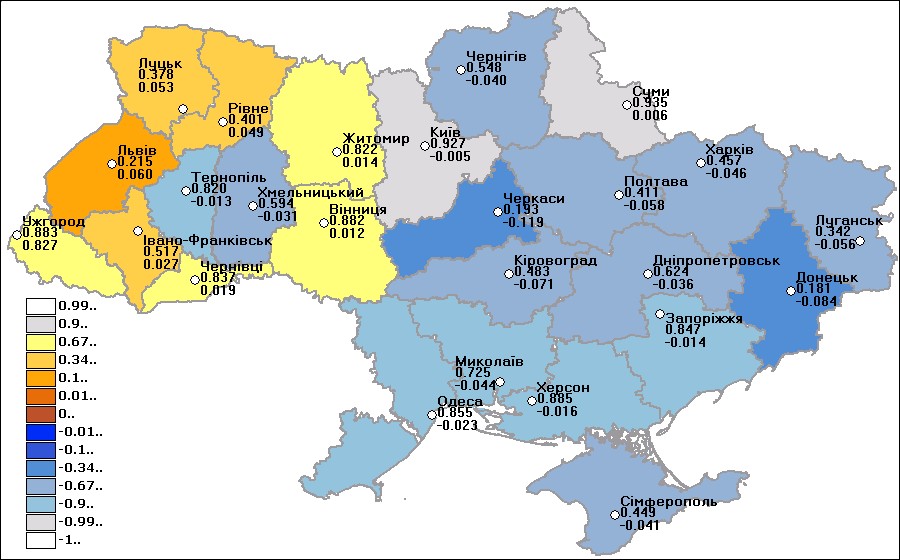 Чернігів
0.548
-0.040
Луцьк
0.378
0.053
Суми
0.935
0.006
Рівне
0.401
0.049
Київ
0.927
-0.005
Житомир
0.822
0.014
Харків
0.457
-0.046
Львів
0.215
0.060
Тернопіль
0.820
-0.013
Полтава
0.411
-0.058
Хмельницький
0.594
-0.031
Черкаси
0.193
-0.119
Вінниця
0.882
0.012
Ужгород
0.883
0.827
Луганськ
0.342
-0.056
Івано-Франківськ
0.517
0.027
Чернівці
0.837
0.019
Кіровоград
0.483
-0.071
Дніпропетровськ
0.624
-0.036
Донецьк
0.181
-0.084
Запоріжжя
0.847
-0.014
Миколаїв
0.725
-0.044
Херсон
0.885
-0.016
Одеса
0.855
-0.023
Сімферополь
0.449
-0.041
0.99..
0.9..
0.67..
0.34..
0.1..
0.01..
0..
-0.01..
-0.1..
-0.34..
-0.67..
-0.9..
-0.99..
-1..